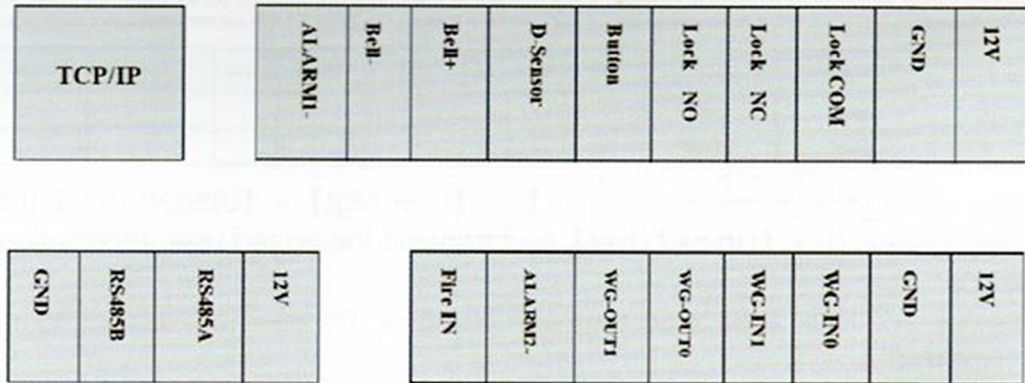 TCP/IP
ALARM1-
Bell-
Bell+
D-Sensor
Button
Lock NO
Lock NC
Lock COM
GND
12V
GND
RS485B
RS485A
12V
Fire IN
ALARM2-
WG-OUT1
WG-OUT0
WG-IN1
WG-IN0
GND
12V